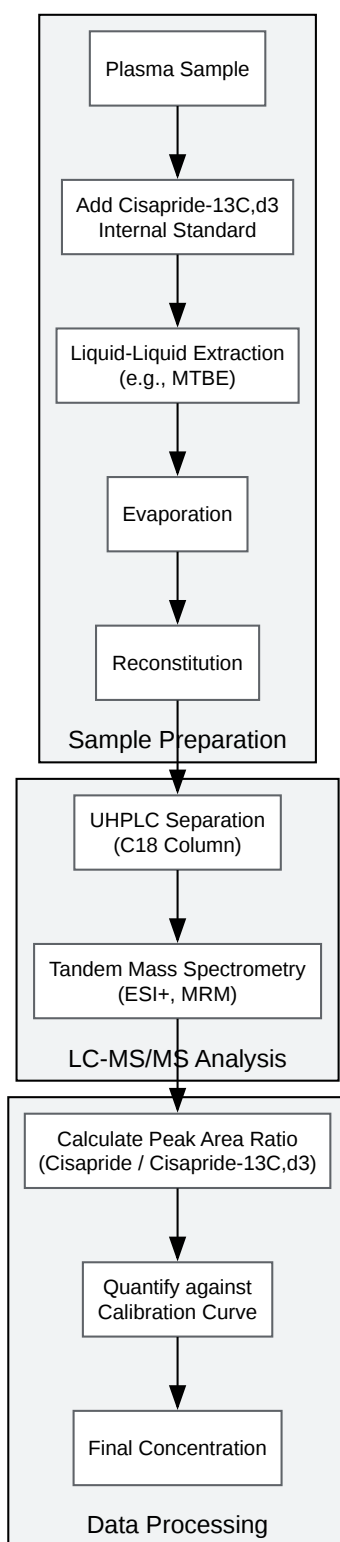 Plasma Sample
Add Cisapride-13C,d3
Internal Standard
Liquid-Liquid Extraction
(e.g., MTBE)
Evaporation
Reconstitution
Sample Preparation
UHPLC Separation
(C18 Column)
Tandem Mass Spectrometry
(ESI+, MRM)
LC-MS/MS Analysis
Calculate Peak Area Ratio
(Cisapride / Cisapride-13C,d3)
Quantify against
Calibration Curve
Final Concentration
Data Processing